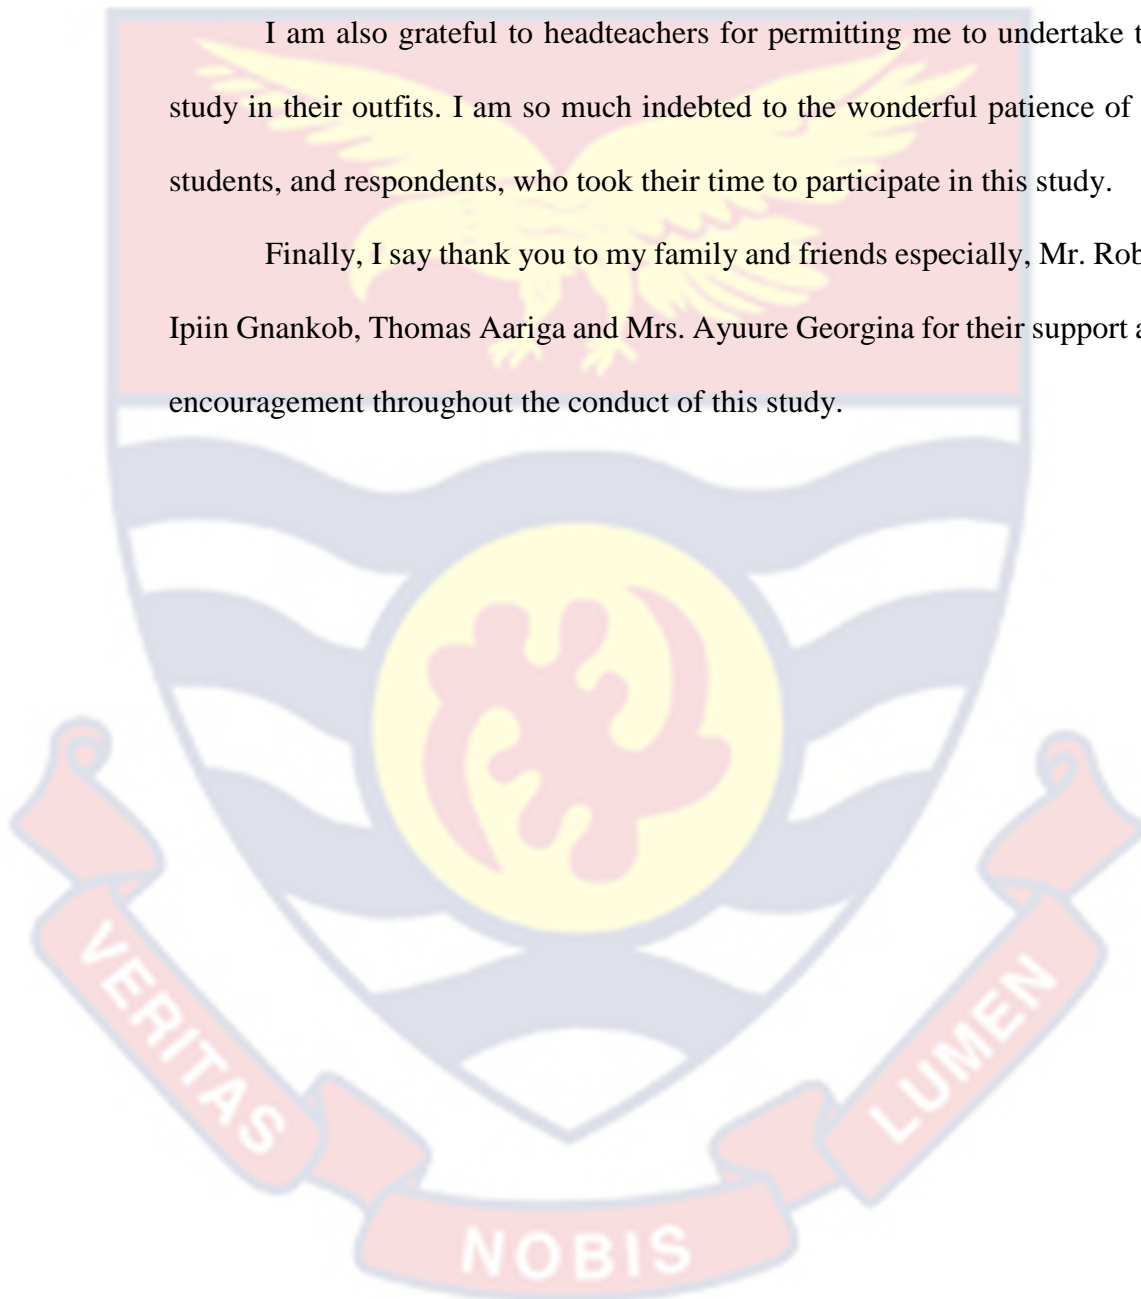 I am also grateful to headteachers for permitting me to undertake
study in their outfits. I am so much indebted to the wonderful patience of
students, and respondents, who took their time to participate in this study.
Finally, I say thank you to my family and friends especially, Mr.
Ipiin Gnankob, Thomas Aariga and Mrs. Ayuure Georgina for their support
encouragement throughout the conduct of this study.
VERITAS
NOBIS
LUMEN